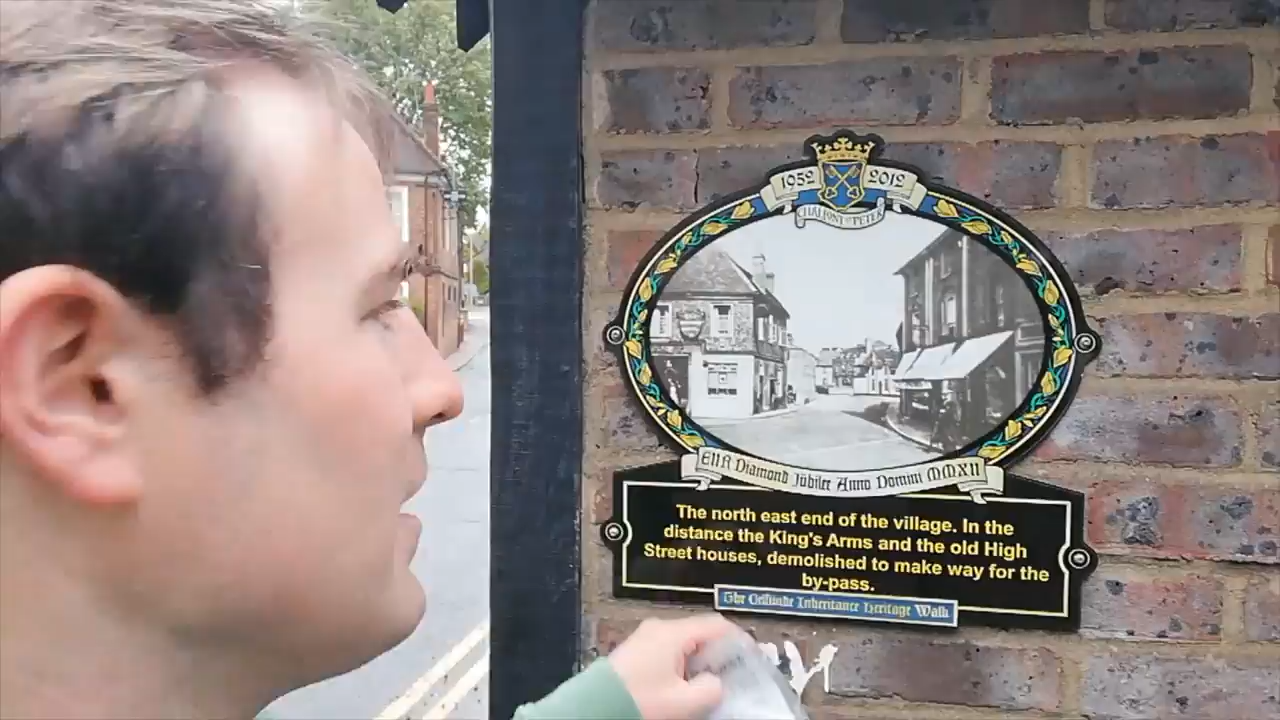 1952 2012
CHALFONT ST PETER
EIIR Diamond Jubilee Anno Domini MMXII
The north east end of the village. In the
distance the King's Arms and the old High
Street houses, demolished to make way for the
by-pass.
Inheritance Heritage Walk